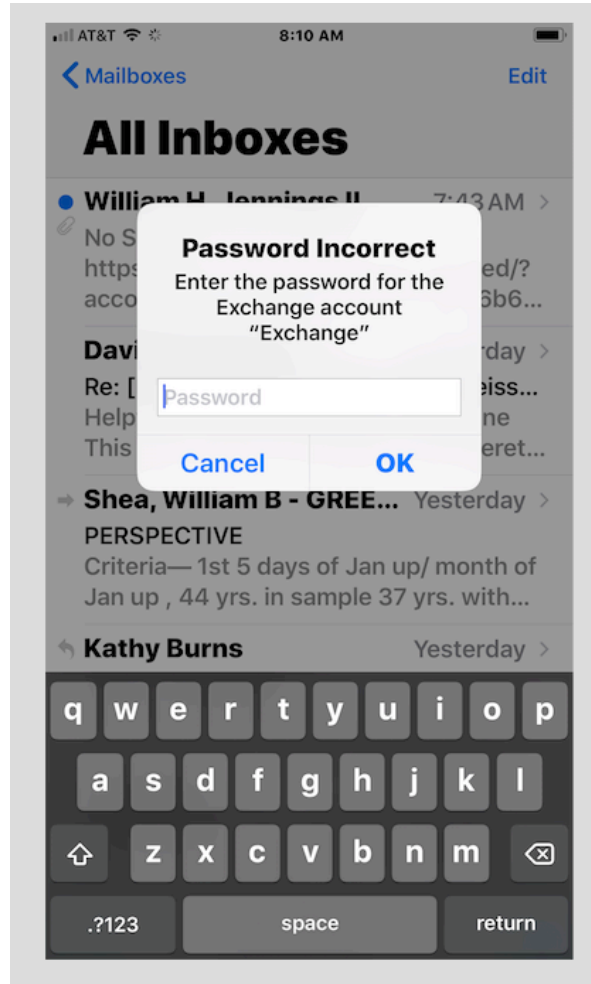 AT&T 8:10 AM
Mailboxes Edit
All Inboxes
William H. Jennings II 7:43 AM
No S
https ed/?
acco 6b6...
Password Incorrect
Enter the password for the
Exchange account
“Exchange”
Password
Cancel OK
Davi rday
Re: [ eiss...
Help ne
This eret...
Shea, William B - GREE... Yesterday
PERSPECTIVE
Criteria— 1st 5 days of Jan up/ month of
Jan up , 44 yrs. in sample 37 yrs. with...
Kathy Burns Yesterday
q w e r t y u i o p
a s d f g h j k l
z x c v b n m
.?123 space return